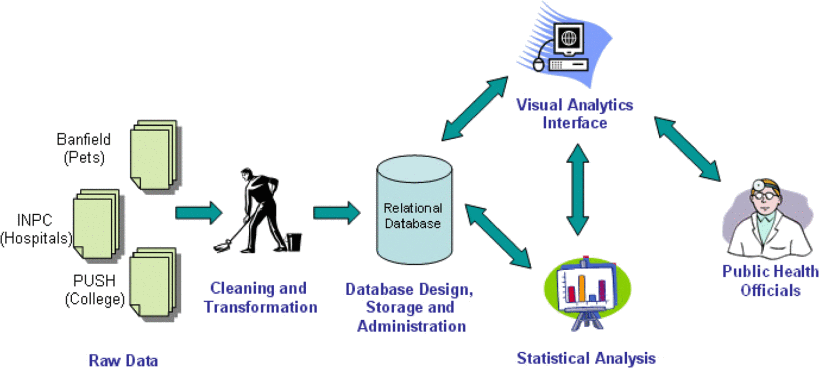 Banfield
(Pets)
INPC
(Hospitals)
PUSH
(College)
Raw Data
Cleaning and
Transformation
Relational
Database
Database Design,
Storage and
Administration
Visual Analytics
Interface
Statistical Analysis
Public Health
Officials